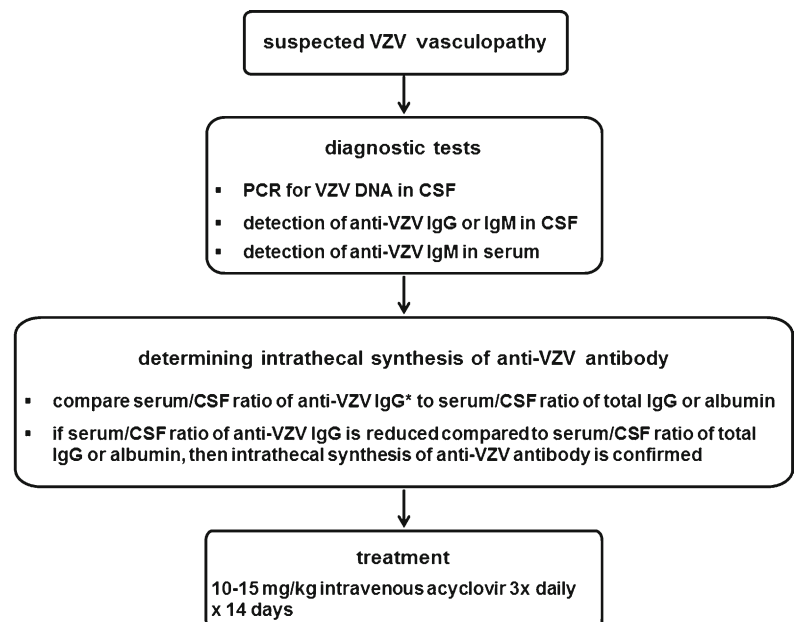 suspected VZV vasculopathy
diagnostic tests
▪ PCR for VZV DNA in CSF
▪ detection of anti-VZV IgG or IgM in CSF
▪ detection of anti-VZV IgM in serum
determining intrathecal synthesis of anti-VZV antibody
▪ compare serum/CSF ratio of anti-VZV IgG* to serum/CSF ratio of total IgG or albumin
▪ if serum/CSF ratio of anti-VZV IgG is reduced compared to serum/CSF ratio of total
IgG or albumin, then intrathecal synthesis of anti-VZV antibody is confirmed
treatment
10-15 mg/kg intravenous acyclovir 3x daily
x 14 days